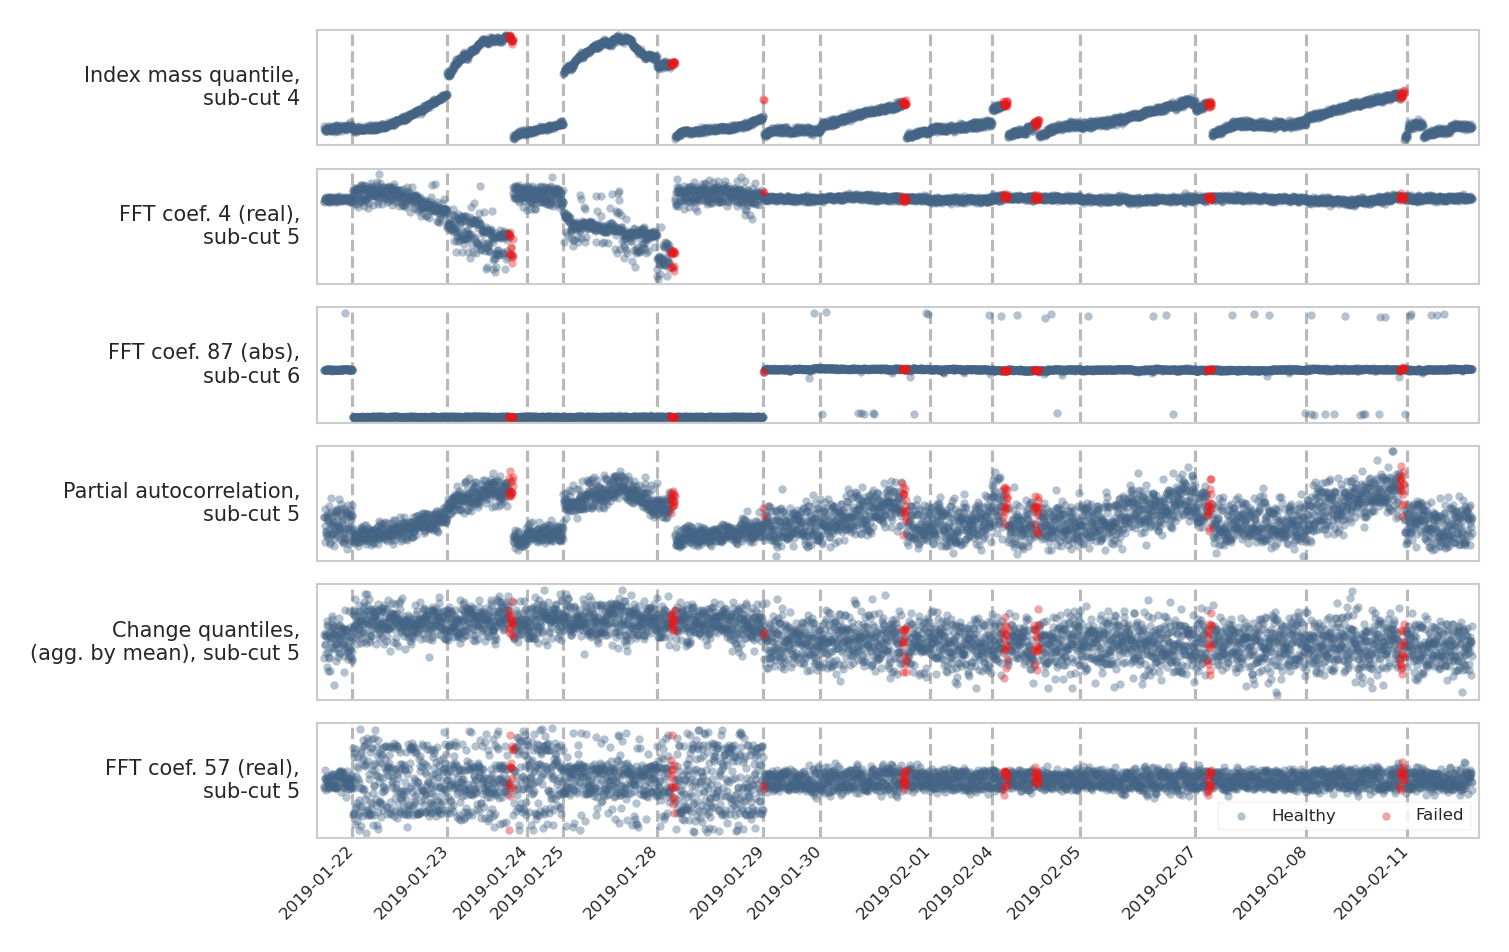 Index mass quantile,
sub-cut 4
FFT coef. 4 (real),
sub-cut 5
FFT coef. 87 (abs),
sub-cut 6
Partial autocorrelation,
sub-cut 5
Change quantiles,
(agg. by mean), sub-cut 5
FFT coef. 57 (real),
sub-cut 5
Healthy
Failed
2019-01-22
2019-01-23
2019-01-24
2019-01-25
2019-01-28
2019-01-29
2019-01-30
2019-02-01
2019-02-04
2019-02-05
2019-02-07
2019-02-08
2019-02-11